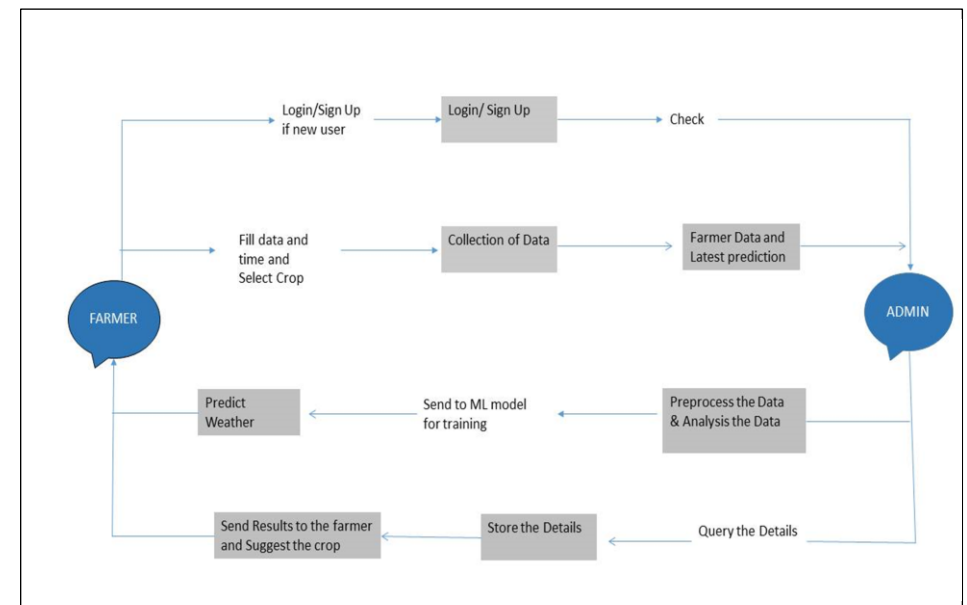 Login/Sign Up
if new user
Login/ Sign Up
Check
Fill data and
time and
Select Crop
Collection of Data
Farmer Data and
Latest prediction
FARMER
ADMIN
Predict
Weather
Send to ML model
for training
Preprocess the Data
& Analysis the Data
Send Results to the farmer
and Suggest the crop
Store the Details
Query the Details